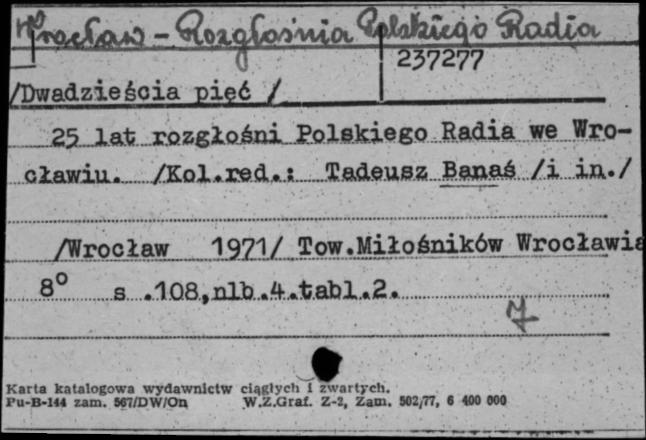 Wrocław - Rozgłośnia Polskiego Radia
237277
/Dwadzieścia pięć /
25 lat rozgłośni Polskiego Radia we Wro-
cławiu. /Kol.red.: Tadeusz Banaś /i in./
/Wrocław 1971/ Tow.Miłośników Wrocławia
8° s .108,nlb.4.tabl.2.
7
Karta katalogowa wydawnictw ciągłych i zwartych.
Pu-B-144 zam. 567/DW/On W.Z.Graf. Z-2, Zam. 502/77, 6 400 000